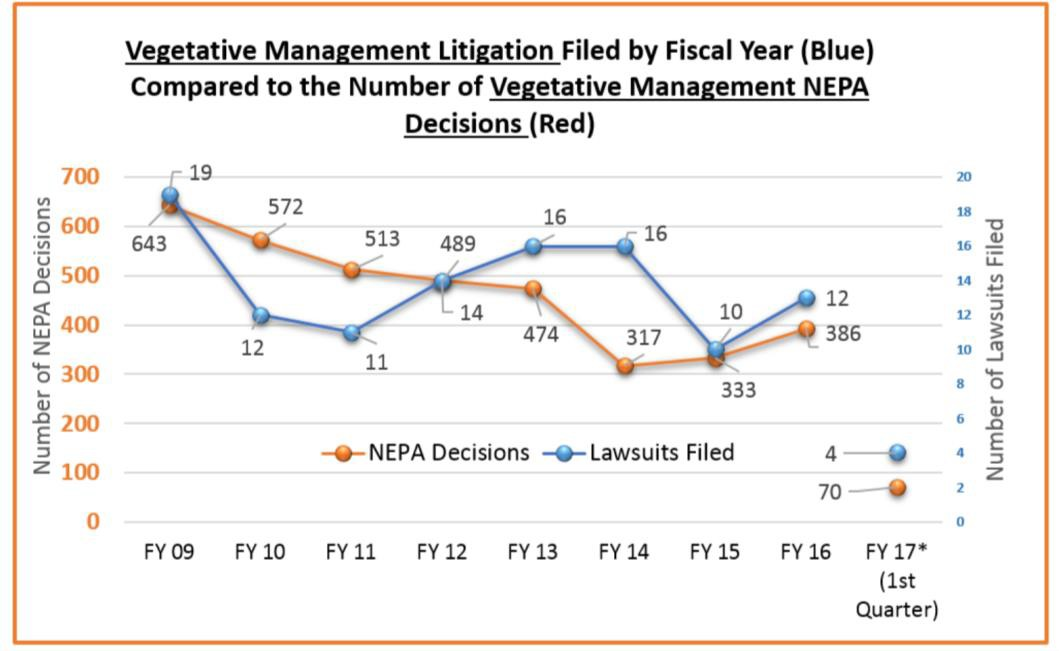 Vegetative Management Litigation Filed by Fiscal Year (Blue)
Compared to the Number of Vegetative Management NEPA
Decisions (Red)
Number of NEPA Decisions
700
600
500
400
300
200
100
0
20
18
16
14
12
10
8
6
4
2
0
Number of Lawsuits Filed
19
643
572
12
513
11
489
14
16
474
16
317
10
333
12
386
4
70
NEPA Decisions
Lawsuits Filed
FY 09
FY 10
FY 11
FY 12
FY 13
FY 14
FY 15
FY 16
FY 17*
(1st
Quarter)